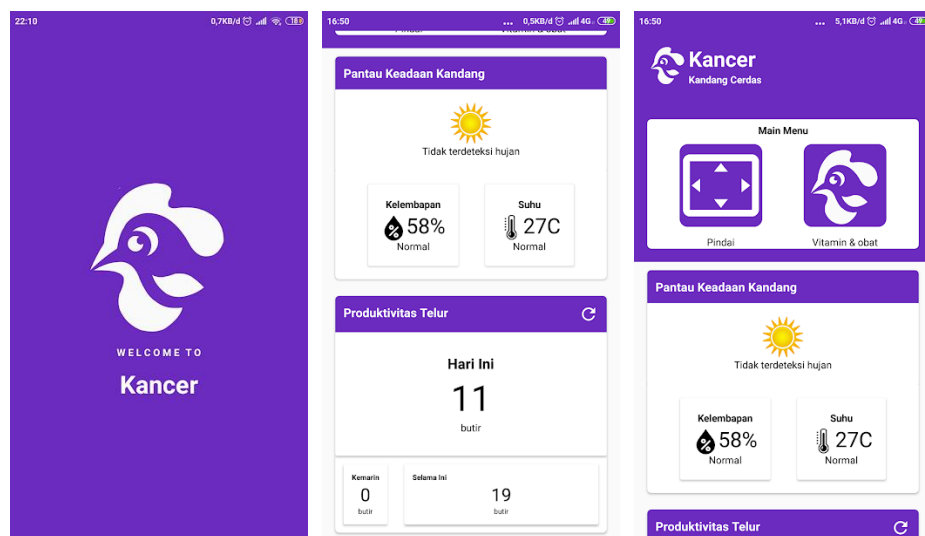 22:10
0,7KB/d
18
WELCOME TO
Kancer
16:50
... 0,5KB/d 4G 49
Pantau Keadaan Kandang
Tidak terdeteksi hujan
Kelembapan
58%
Normal
Suhu
27C
Normal
Produktivitas Telur
Hari Ini
11
butir
Kemarin
0
butir
Selama Ini
19
butir
16:50
... 5,1KB/d 4G
Kancer
Kandang Cerdas
Main Menu
Pindai
Vitamin & obat
Pantau Keadaan Kandang
Tidak terdeteksi hujan
Kelembapan
58%
Normal
Suhu
27C
Normal
Produktivitas Telur